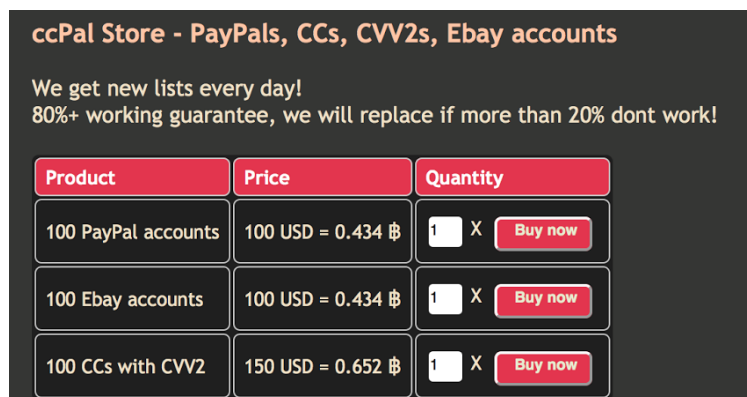 ccPal Store - PayPals, CCs, CVV2s, Ebay accounts
We get new lists every day!
80%+ working guarantee, we will replace if more than 20% dont work!
Product Price Quantity
100 PayPal accounts 100 USD = 0.434 ฿ 1 X Buy now
100 Ebay accounts 100 USD = 0.434 ฿ 1 X Buy now
100 CCs with CVV2 150 USD = 0.652 ฿ 1 X Buy now